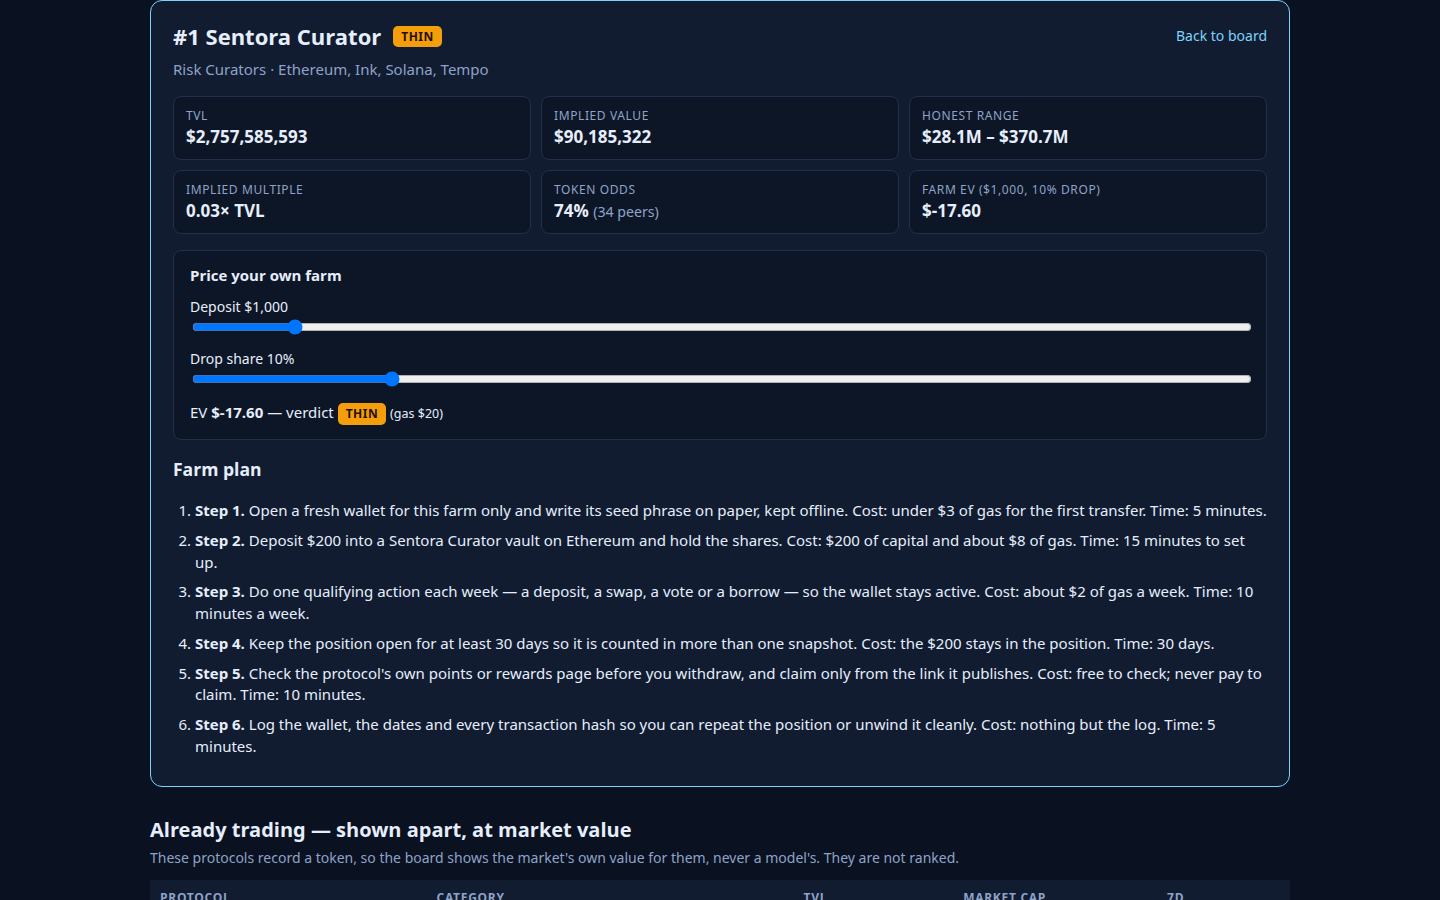 #1 Sentora Curator THIN
Back to board
Risk Curators · Ethereum, Ink, Solana, Tempo
TVL
$2,757,585,593
IMPLIED VALUE
$90,185,322
HONEST RANGE
$28.1M – $370.7M
IMPLIED MULTIPLE
0.03× TVL
TOKEN ODDS
74% (34 peers)
FARM EV ($1,000, 10% DROP)
$-17.60
Price your own farm
Deposit $1,000
Drop share 10%
EV $-17.60 — verdict THIN (gas $20)
Farm plan
1. Step 1. Open a fresh wallet for this farm only and write its seed phrase on paper, kept offline. Cost: under $3 of gas for the first transfer. Time: 5 minutes.
2. Step 2. Deposit $200 into a Sentora Curator vault on Ethereum and hold the shares. Cost: $200 of capital and about $8 of gas. Time: 15 minutes to set
up.
3. Step 3. Do one qualifying action each week — a deposit, a swap, a vote or a borrow — so the wallet stays active. Cost: about $2 of gas a week. Time: 10
minutes a week.
4. Step 4. Keep the position open for at least 30 days so it is counted in more than one snapshot. Cost: the $200 stays in the position. Time: 30 days.
5. Step 5. Check the protocol's own points or rewards page before you withdraw, and claim only from the link it publishes. Cost: free to check; never pay to
claim. Time: 10 minutes.
6. Step 6. Log the wallet, the dates and every transaction hash so you can repeat the position or unwind it cleanly. Cost: nothing but the log. Time: 5
minutes.
Already trading — shown apart, at market value
These protocols record a token, so the board shows the market's own value for them, never a model's. They are not ranked.
PROTOCOL CATEGORY TVL MARKET CAP 7D